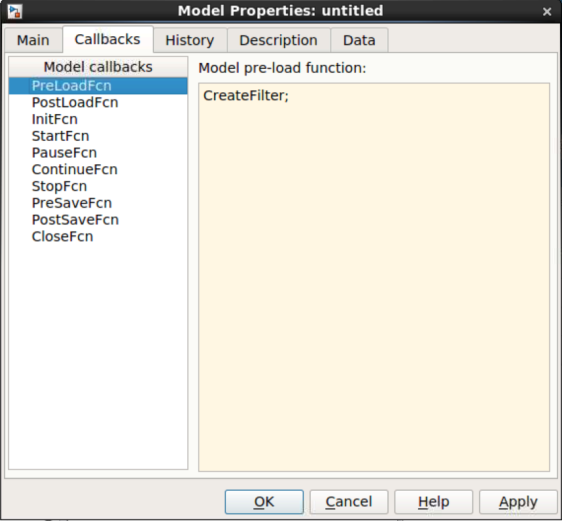 Model Properties: untitled
Main Callbacks History Description Data
Model callbacks
PreLoadFcn
PostLoadFcn
InitFcn
StartFcn
PauseFcn
ContinueFcn
StopFcn
PreSaveFcn
PostSaveFcn
CloseFcn
Model pre-load function:
CreateFilter;
OK Cancel Help Apply